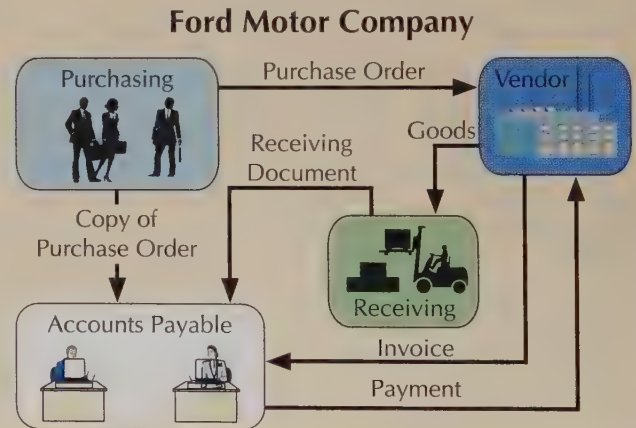 Ford Motor Company
Purchasing
Purchase Order
Vendor
Goods
Receiving
Document
Copy of
Purchase Order
Receiving
Accounts Payable
Invoice
Payment